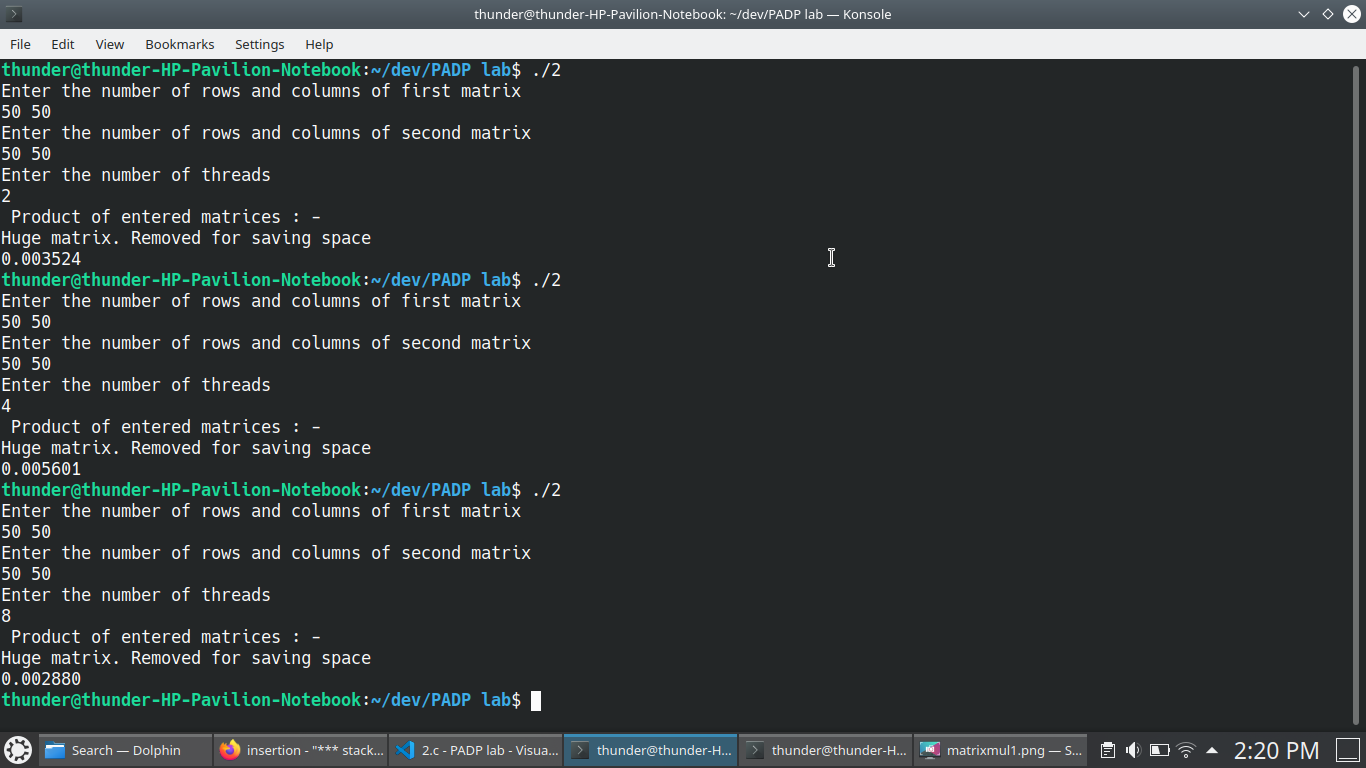 thunder@thunder-HP-Pavilion-Notebook: ~/dev/PADP lab — Konsole
File Edit View Bookmarks Settings Help
thunder@thunder-HP-Pavilion-Notebook:~/dev/PADP lab$ ./2
Enter the number of rows and columns of first matrix
50 50
Enter the number of rows and columns of second matrix
50 50
Enter the number of threads
2
Product of entered matrices : -
Huge matrix. Removed for saving space
0.003524
thunder@thunder-HP-Pavilion-Notebook:~/dev/PADP lab$ ./2
Enter the number of rows and columns of first matrix
50 50
Enter the number of rows and columns of second matrix
50 50
Enter the number of threads
4
Product of entered matrices : -
Huge matrix. Removed for saving space
0.005601
thunder@thunder-HP-Pavilion-Notebook:~/dev/PADP lab$ ./2
Enter the number of rows and columns of first matrix
50 50
Enter the number of rows and columns of second matrix
50 50
Enter the number of threads
8
Product of entered matrices : -
Huge matrix. Removed for saving space
0.002880
thunder@thunder-HP-Pavilion-Notebook:~/dev/PADP lab$
Search — Dolphin insertion - "*** stack... 2.c - PADP lab - Visua... thunder@thunder-H... thunder@thunder-H... matrixmul1.png — S... 2:20 PM